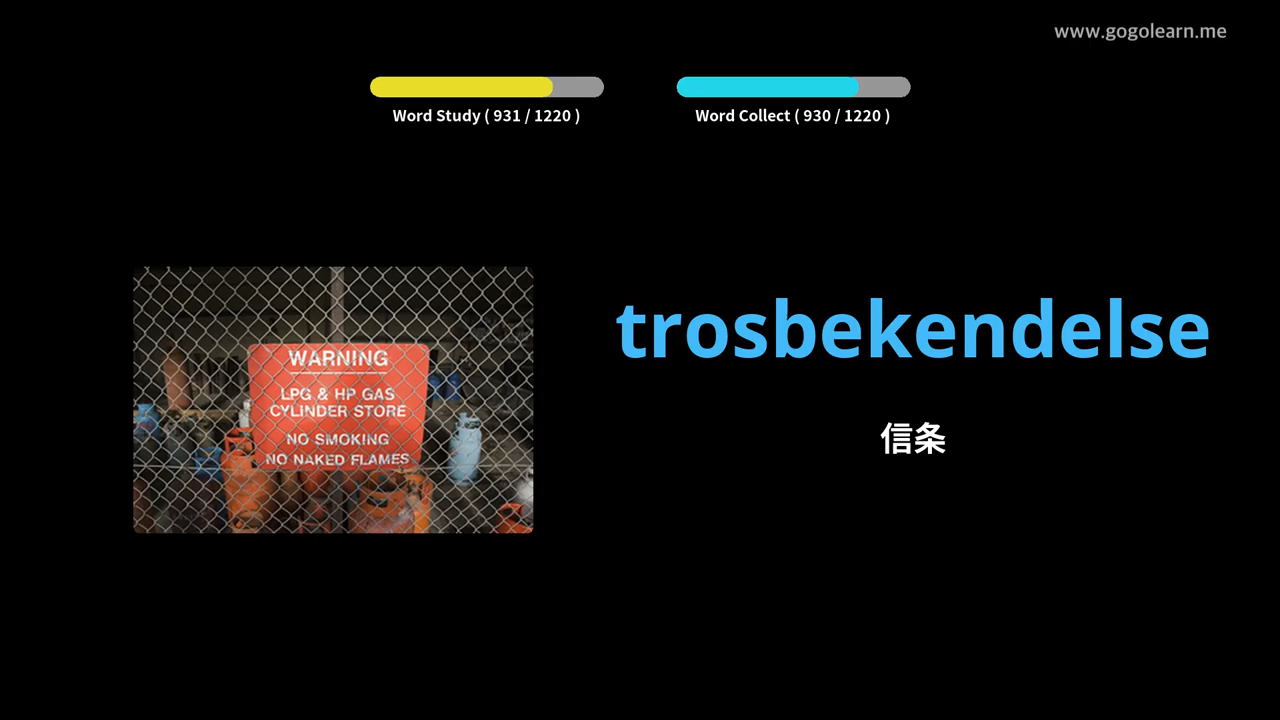 www.gogolearn.me
Word Study ( 931 / 1220 )
Word Collect ( 930 / 1220 )
WARNING
LPG & HP GAS
CYLINDER STORE
NO SMOKING
NO NAKED FLAMES
trosbekendelse
信条